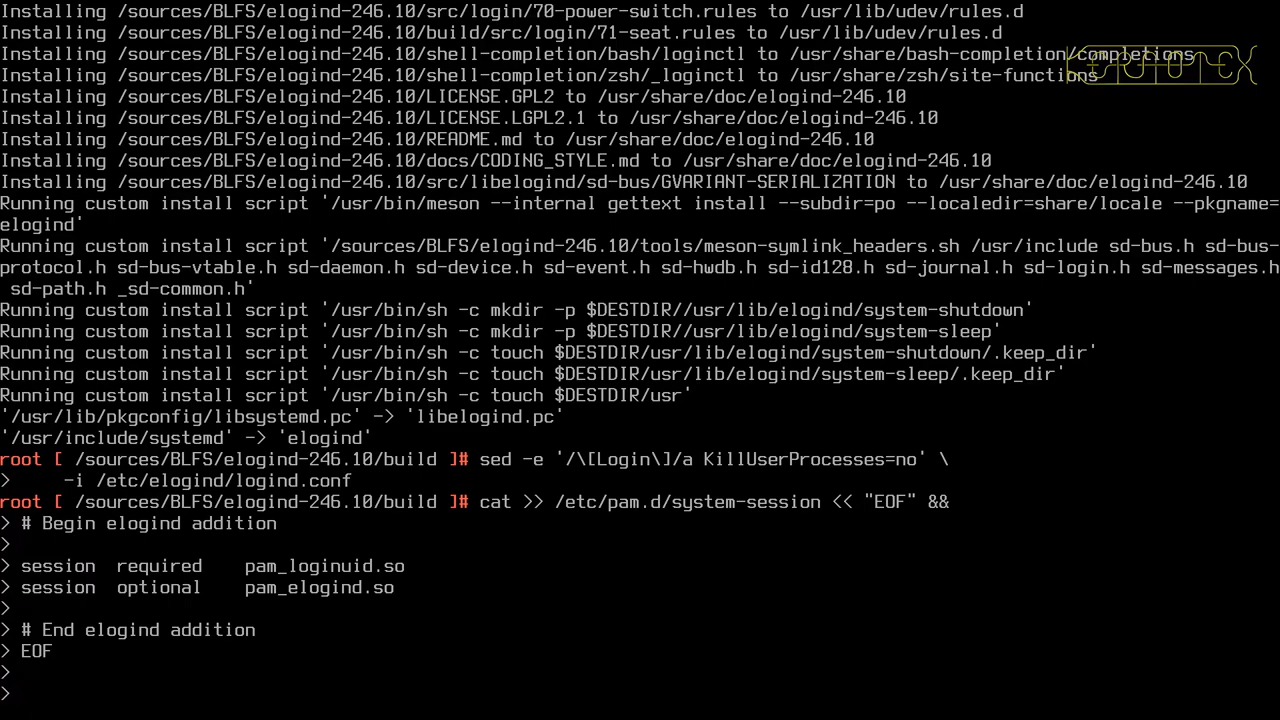 Installing /sources/BLFS/elogind-246.10/src/login/70-power-switch.rules to /usr/lib/udev/rules.d
Installing /sources/BLFS/elogind-246.10/build/src/login/71-seat.rules to /usr/lib/udev/rules.d
Installing /sources/BLFS/elogind-246.10/shell-completion/bash/loginctl to /usr/share/bash-completion/completions
Installing /sources/BLFS/elogind-246.10/shell-completion/zsh/_loginctl to /usr/share/zsh/site-functions
Installing /sources/BLFS/elogind-246.10/LICENSE.GPL2 to /usr/share/doc/elogind-246.10
Installing /sources/BLFS/elogind-246.10/LICENSE.LGPL2.1 to /usr/share/doc/elogind-246.10
Installing /sources/BLFS/elogind-246.10/README.md to /usr/share/doc/elogind-246.10
Installing /sources/BLFS/elogind-246.10/docs/CODING_STYLE.md to /usr/share/doc/elogind-246.10
Installing /sources/BLFS/elogind-246.10/src/libelogind/sd-bus/GVARIANT-SERIALIZATION to /usr/share/doc/elogind-246.10
Running custom install script '/usr/bin/meson --internal gettext install --subdir=po --localedir=share/locale --pkgname=
elogind'
Running custom install script '/sources/BLFS/elogind-246.10/tools/meson-symlink_headers.sh /usr/include sd-bus.h sd-bus-
protocol.h sd-bus-vtable.h sd-daemon.h sd-device.h sd-event.h sd-hwdb.h sd-id128.h sd-journal.h sd-login.h sd-messages.h
 sd-path.h _sd-common.h'
Running custom install script '/usr/bin/sh -c mkdir -p $DESTDIR//usr/lib/elogind/system-shutdown'
Running custom install script '/usr/bin/sh -c mkdir -p $DESTDIR/usr/lib/elogind/system-sleep'
Running custom install script '/usr/bin/sh -c touch $DESTDIR/usr/lib/elogind/system-shutdown/.keep_dir'
Running custom install script '/usr/bin/sh -c touch $DESTDIR/usr/lib/elogind/system-sleep/.keep_dir'
Running custom install script '/usr/bin/sh -c touch $DESTDIR/usr'
'/usr/lib/pkgconfig/libsystemd.pc' -> 'libelogind.pc'
'/usr/include/systemd' -> 'elogind'
root [ /sources/BLFS/elogind-246.10/build ]# sed -e '/\[Login\]/a KillUserProcesses=no' \
>     -i /etc/elogind/logind.conf
root [ /sources/BLFS/elogind-246.10/build ]# cat >> /etc/pam.d/system-session << "EOF" &&
> # Begin elogind addition
>
> session  required    pam_loginuid.so
> session  optional    pam_elogind.so
>
> # End elogind addition
> EOF
>
>